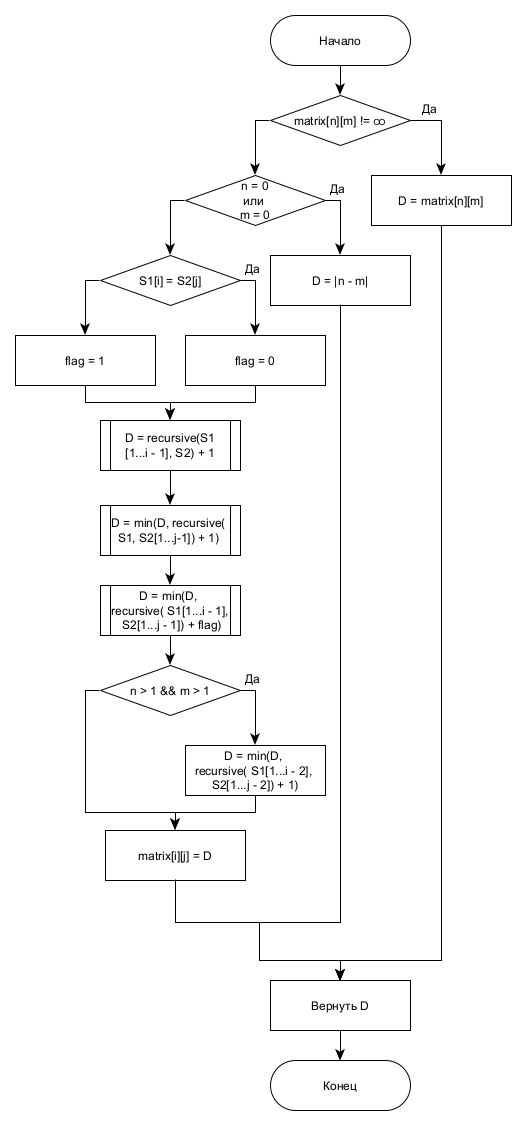 Начало
matrix[n][m] != ∞
Да
n = 0
или
m = 0
Да
D = matrix[n][m]
S1[i] = S2[j]
Да
D = |n - m|
flag = 1
flag = 0
D = recursive(S1
[1...i - 1], S2) + 1
D = min(D, recursive(
S1, S2[1...j-1]) + 1)
D = min(D,
recursive( S1[1...i - 1],
S2[1...j - 1]) + flag)
n > 1 && m > 1
Да
D = min(D,
recursive( S1[1...i - 2],
S2[1...j - 2]) + 1)
matrix[i][j] = D
Вернуть D
Конец